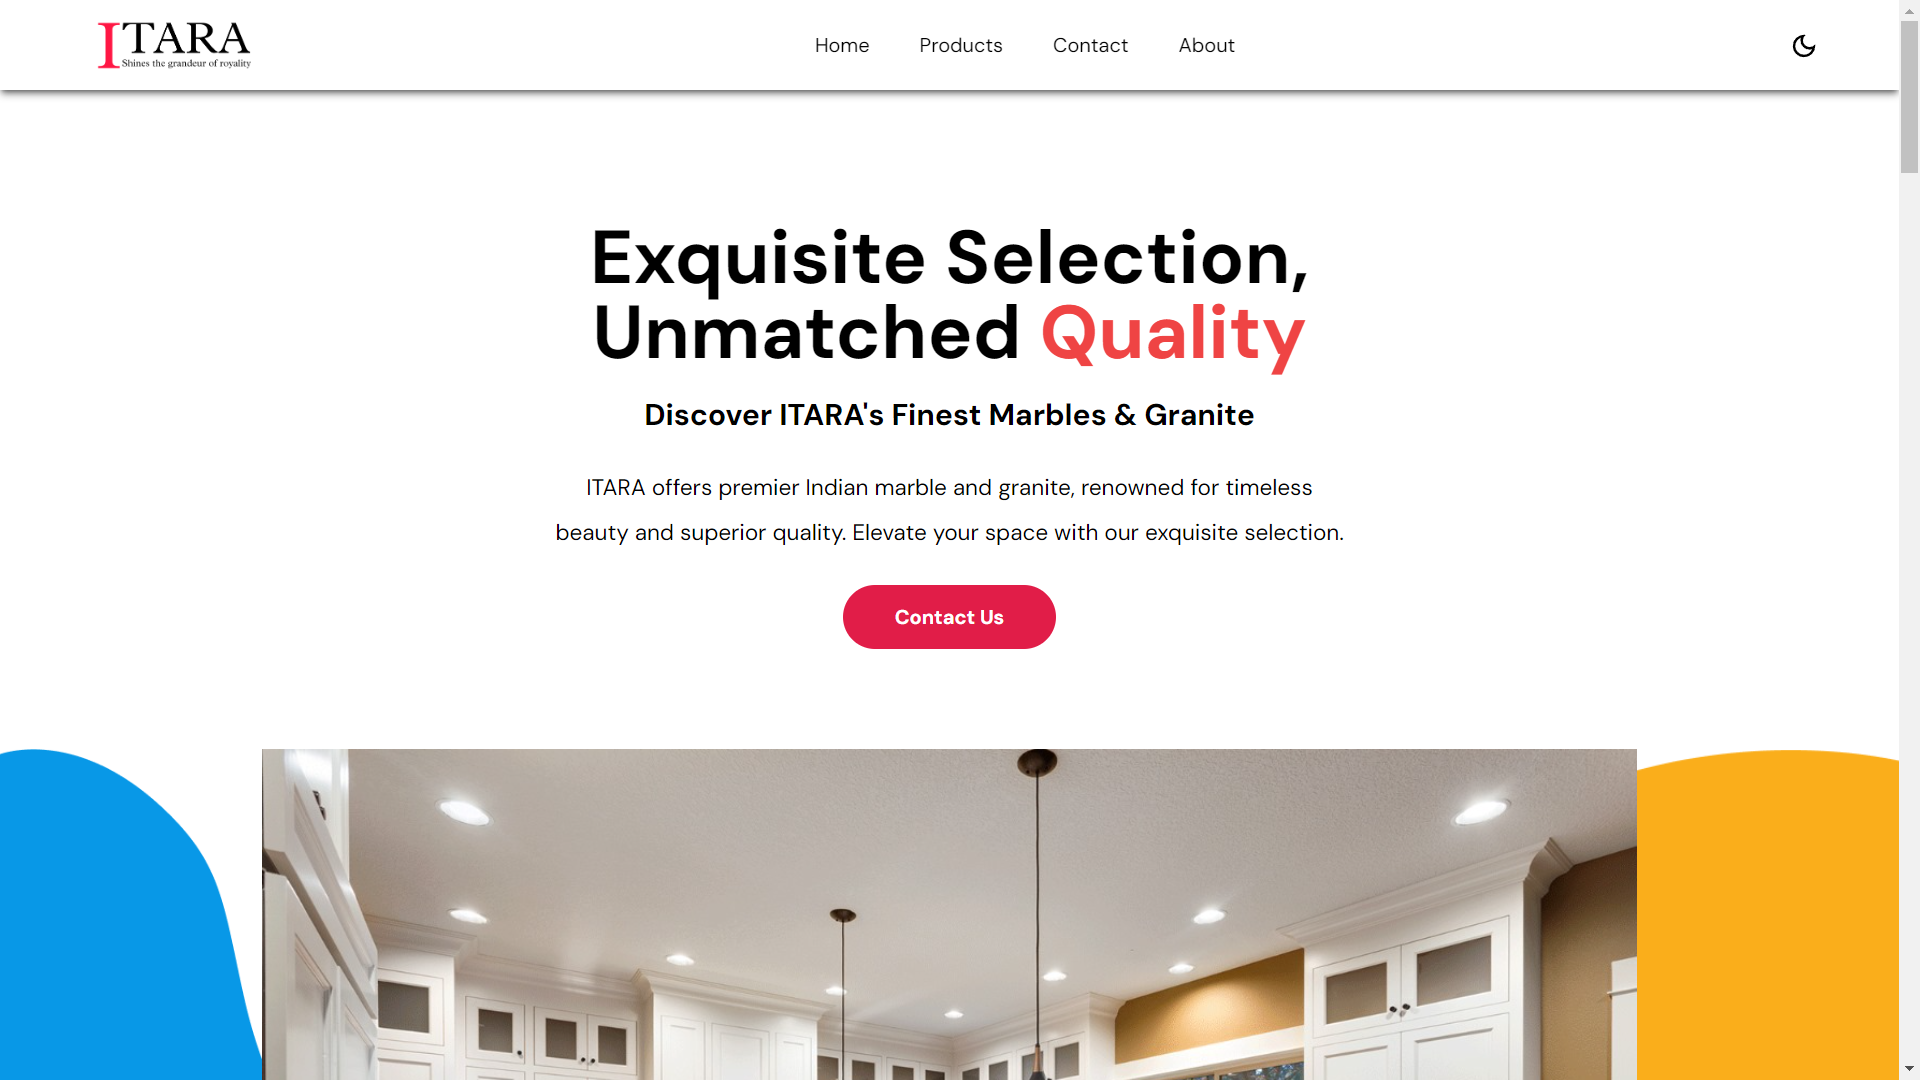 ITARA
Shines the grandeur of royality
Home
Products
Contact
About
Exquisite Selection,
Unmatched Quality
Discover ITARA's Finest Marbles & Granite
ITARA offers premier Indian marble and granite, renowned for timeless
beauty and superior quality. Elevate your space with our exquisite selection.
Contact Us